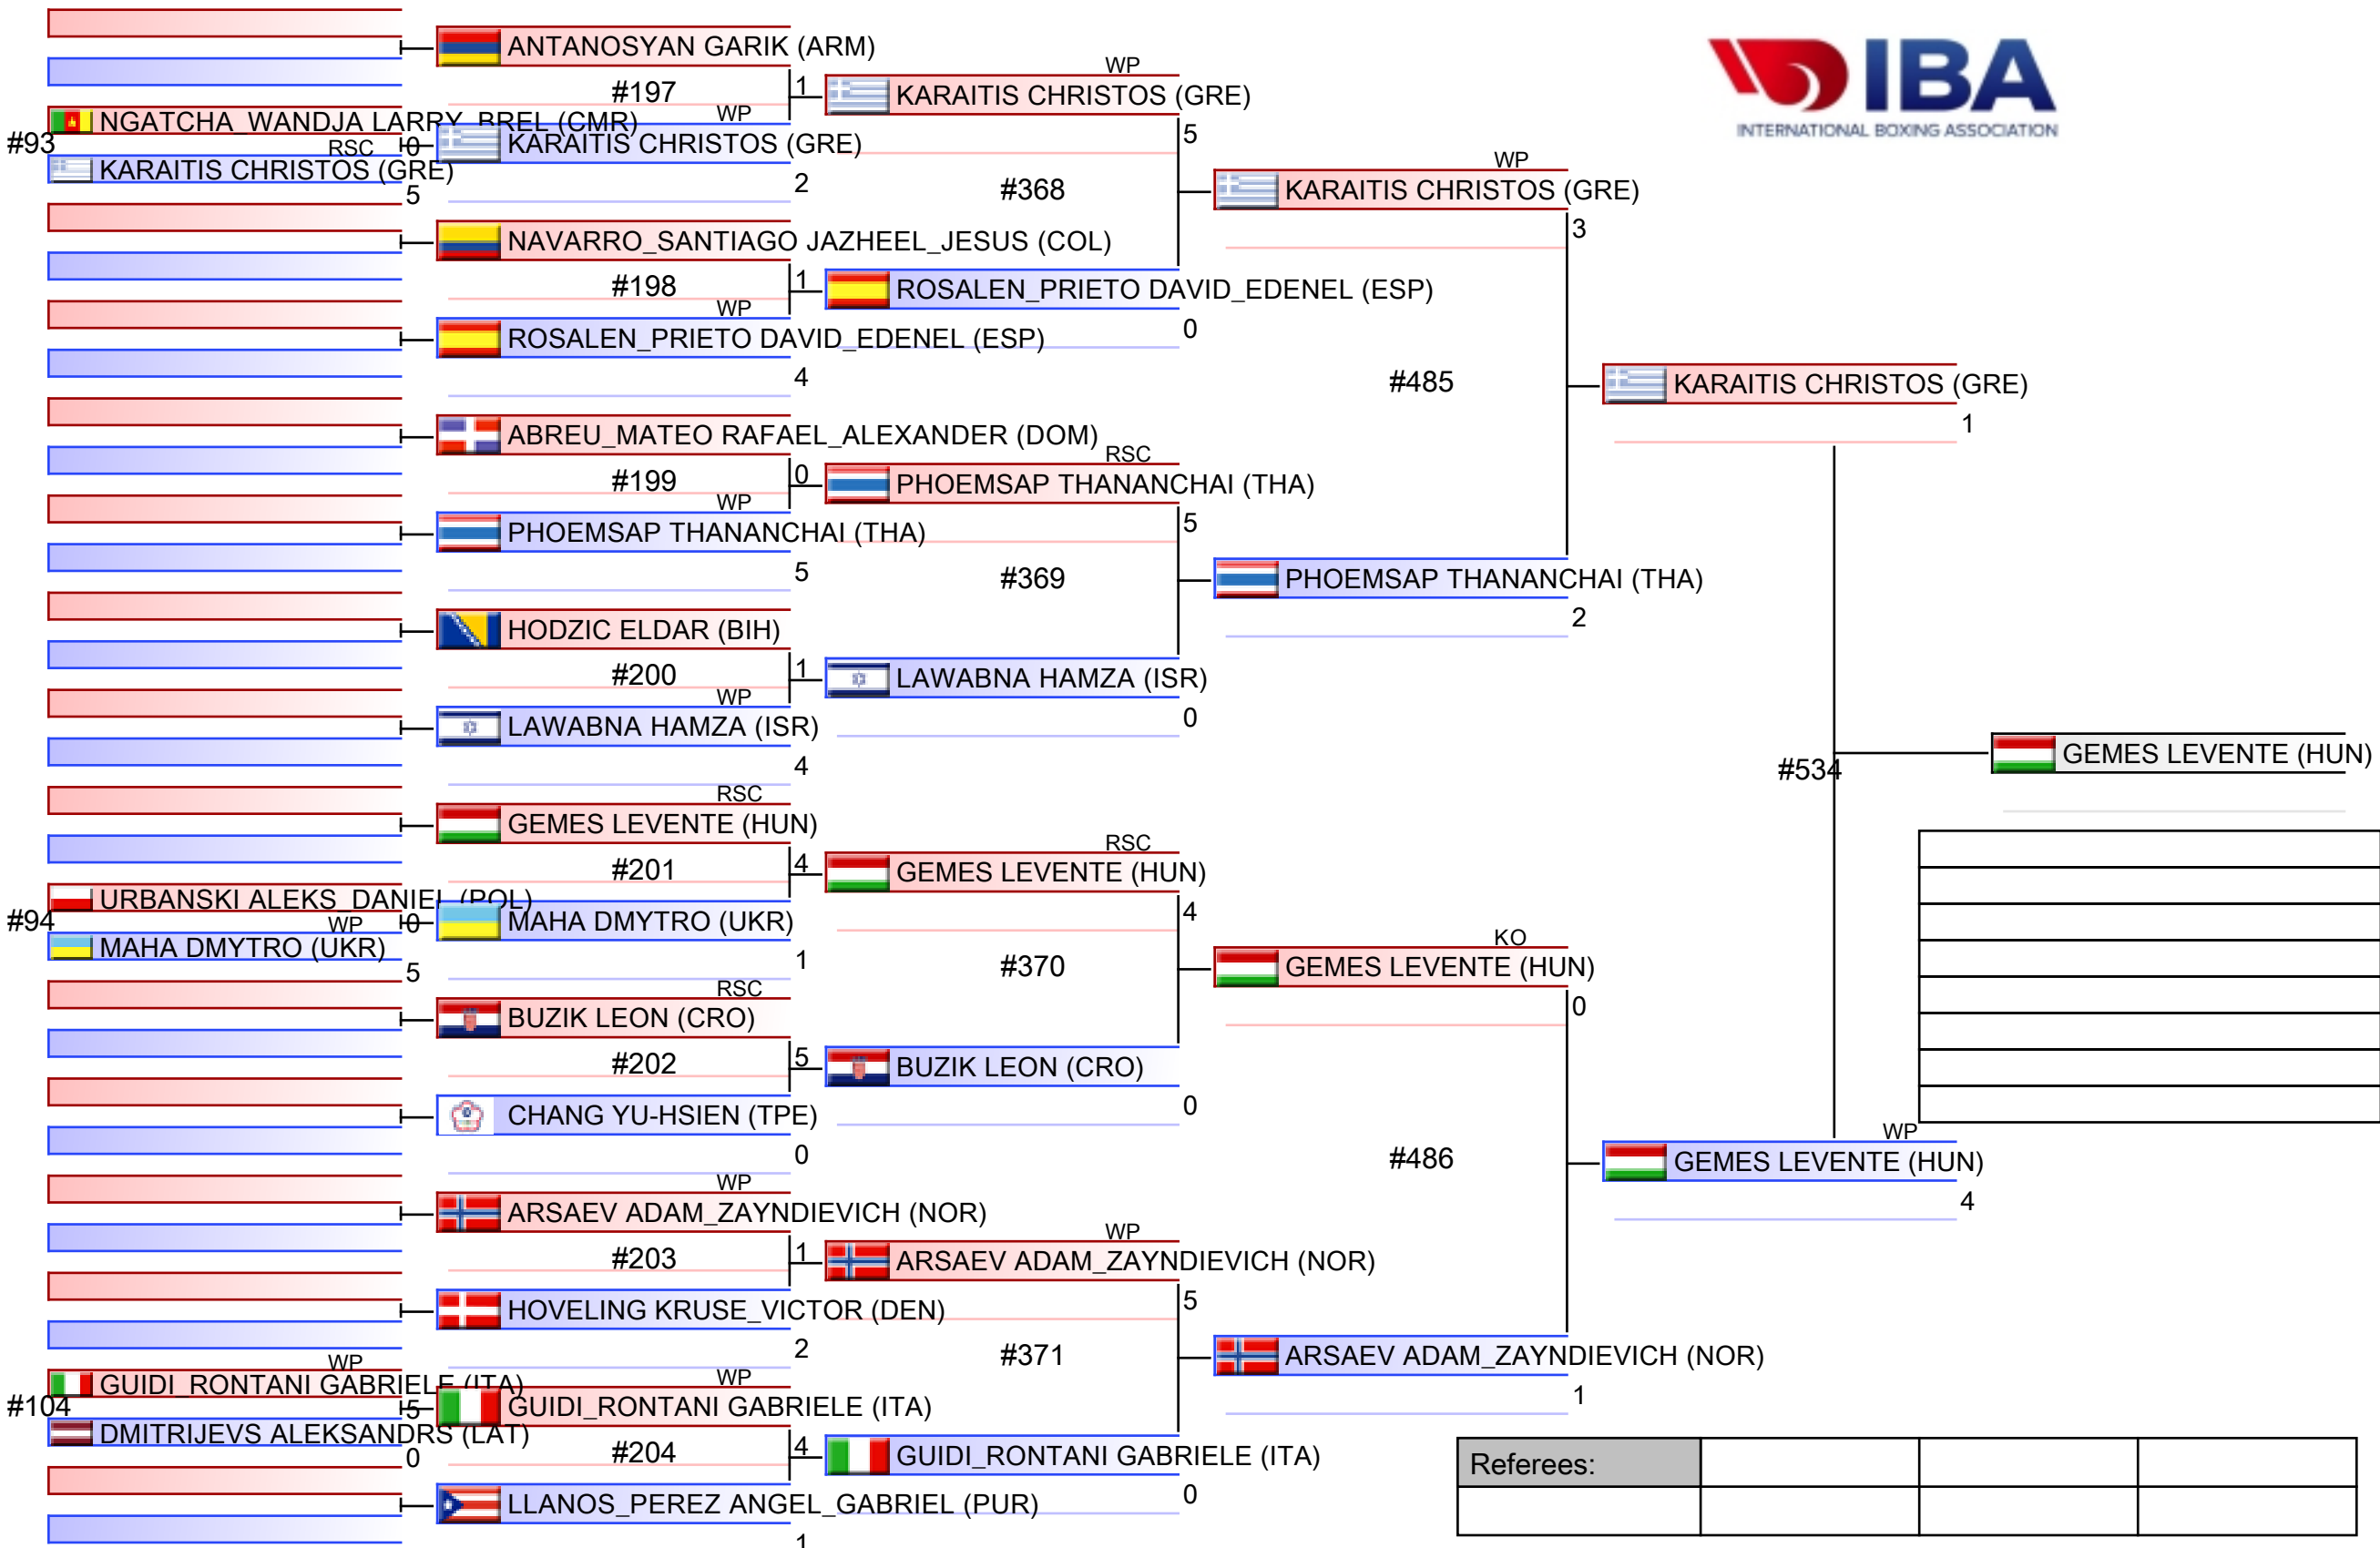 IBA
INTERNATIONAL BOXING ASSOCIATION
#93
NGATCHA_WANDJA LARRY_BREL (CMR)
0
RSC
KARAITIS CHRISTOS (GRE)
5
#94
URBANSKI ALEKS_DANIEL (POL)
0
WP
MAHA DMYTRO (UKR)
5
#104
WP
GUIDI_RONTANI GABRIELE (ITA)
5
DMITRIJEVS ALEKSANDRS (LAT)
0
ANTANOSYAN GARIK (ARM)
#197
1
WP
KARAITIS CHRISTOS (GRE)
2
NAVARRO_SANTIAGO JAZHEEL_JESUS (COL)
#198
1
WP
ROSALEN_PRIETO DAVID_EDENEL (ESP)
4
ABREU_MATEO RAFAEL_ALEXANDER (DOM)
#199
0
WP
PHOEMSAP THANANCHAI (THA)
5
HODZIC ELDAR (BIH)
#200
1
WP
LAWABNA HAMZA (ISR)
4
RSC
GEMES LEVENTE (HUN)
#201
4
MAHA DMYTRO (UKR)
1
RSC
BUZIK LEON (CRO)
#202
5
CHANG YU-HSIEN (TPE)
0
WP
ARSAEV ADAM_ZAYNDIEVICH (NOR)
#203
1
HOVELING KRUSE_VICTOR (DEN)
2
WP
GUIDI_RONTANI GABRIELE (ITA)
#204
4
LLANOS_PEREZ ANGEL_GABRIEL (PUR)
1
WP
KARAITIS CHRISTOS (GRE)
5
#368
ROSALEN_PRIETO DAVID_EDENEL (ESP)
0
RSC
PHOEMSAP THANANCHAI (THA)
5
#369
LAWABNA HAMZA (ISR)
0
RSC
GEMES LEVENTE (HUN)
4
#370
BUZIK LEON (CRO)
0
WP
ARSAEV ADAM_ZAYNDIEVICH (NOR)
5
#371
GUIDI_RONTANI GABRIELE (ITA)
0
WP
KARAITIS CHRISTOS (GRE)
3
#485
PHOEMSAP THANANCHAI (THA)
2
KO
GEMES LEVENTE (HUN)
0
#486
ARSAEV ADAM_ZAYNDIEVICH (NOR)
1
KARAITIS CHRISTOS (GRE)
1
#534
WP
GEMES LEVENTE (HUN)
4
GEMES LEVENTE (HUN)
Referees: